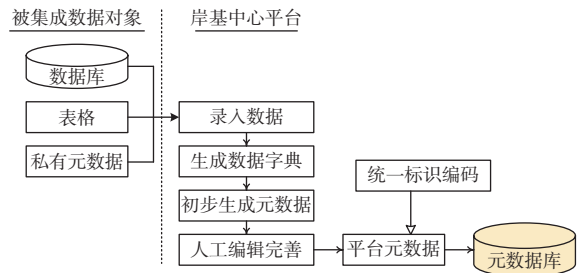 被集成数据对象
岸基中心平台
数据库
表格
私有元数据
录入数据
生成数据字典
初步生成元数据
人工编辑完善
统一标识编码
平台元数据
元数据库